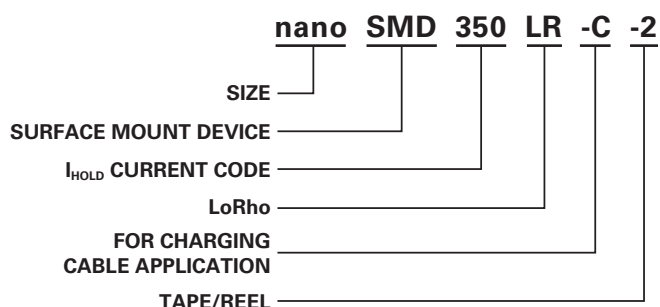 nano SMD 350 LR -C -2
SIZE
SURFACE MOUNT DEVICE
IHOLD CURRENT CODE
LoRho
FOR CHARGING
CABLE APPLICATION
TAPE/REEL